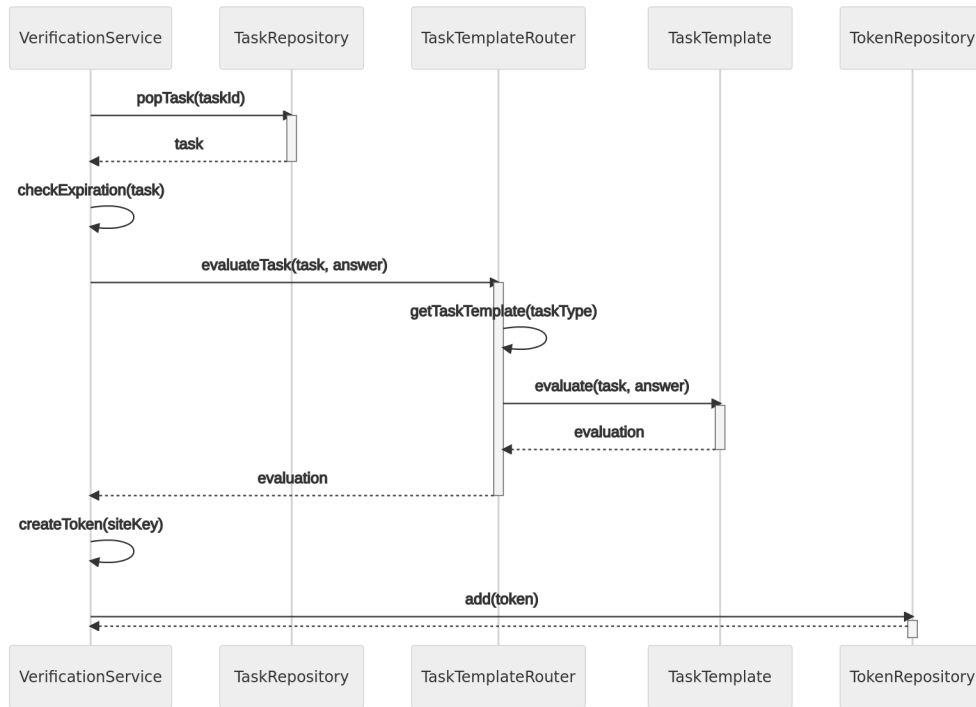 VerificationService
TaskRepository
TaskTemplateRouter
TaskTemplate
TokenRepository
popTask(taskId)
task
checkExpiration(task)
evaluateTask(task, answer)
getTaskTemplate(taskType)
evaluate(task, answer)
evaluation
evaluation
createToken(siteKey)
add(token)
VerificationService
TaskRepository
TaskTemplateRouter
TaskTemplate
TokenRepository